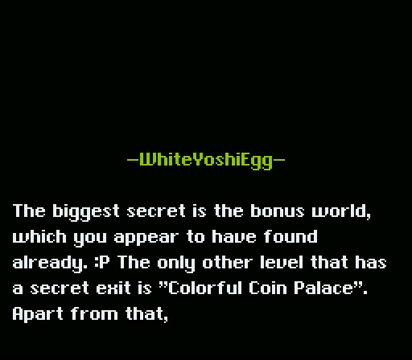 -WhiteYoshiEgg-
The biggest secret is the bonus world,
which you appear to have found
already. :P The only other level that has
a secret exit is "Colorful Coin Palace".
Apart from that,